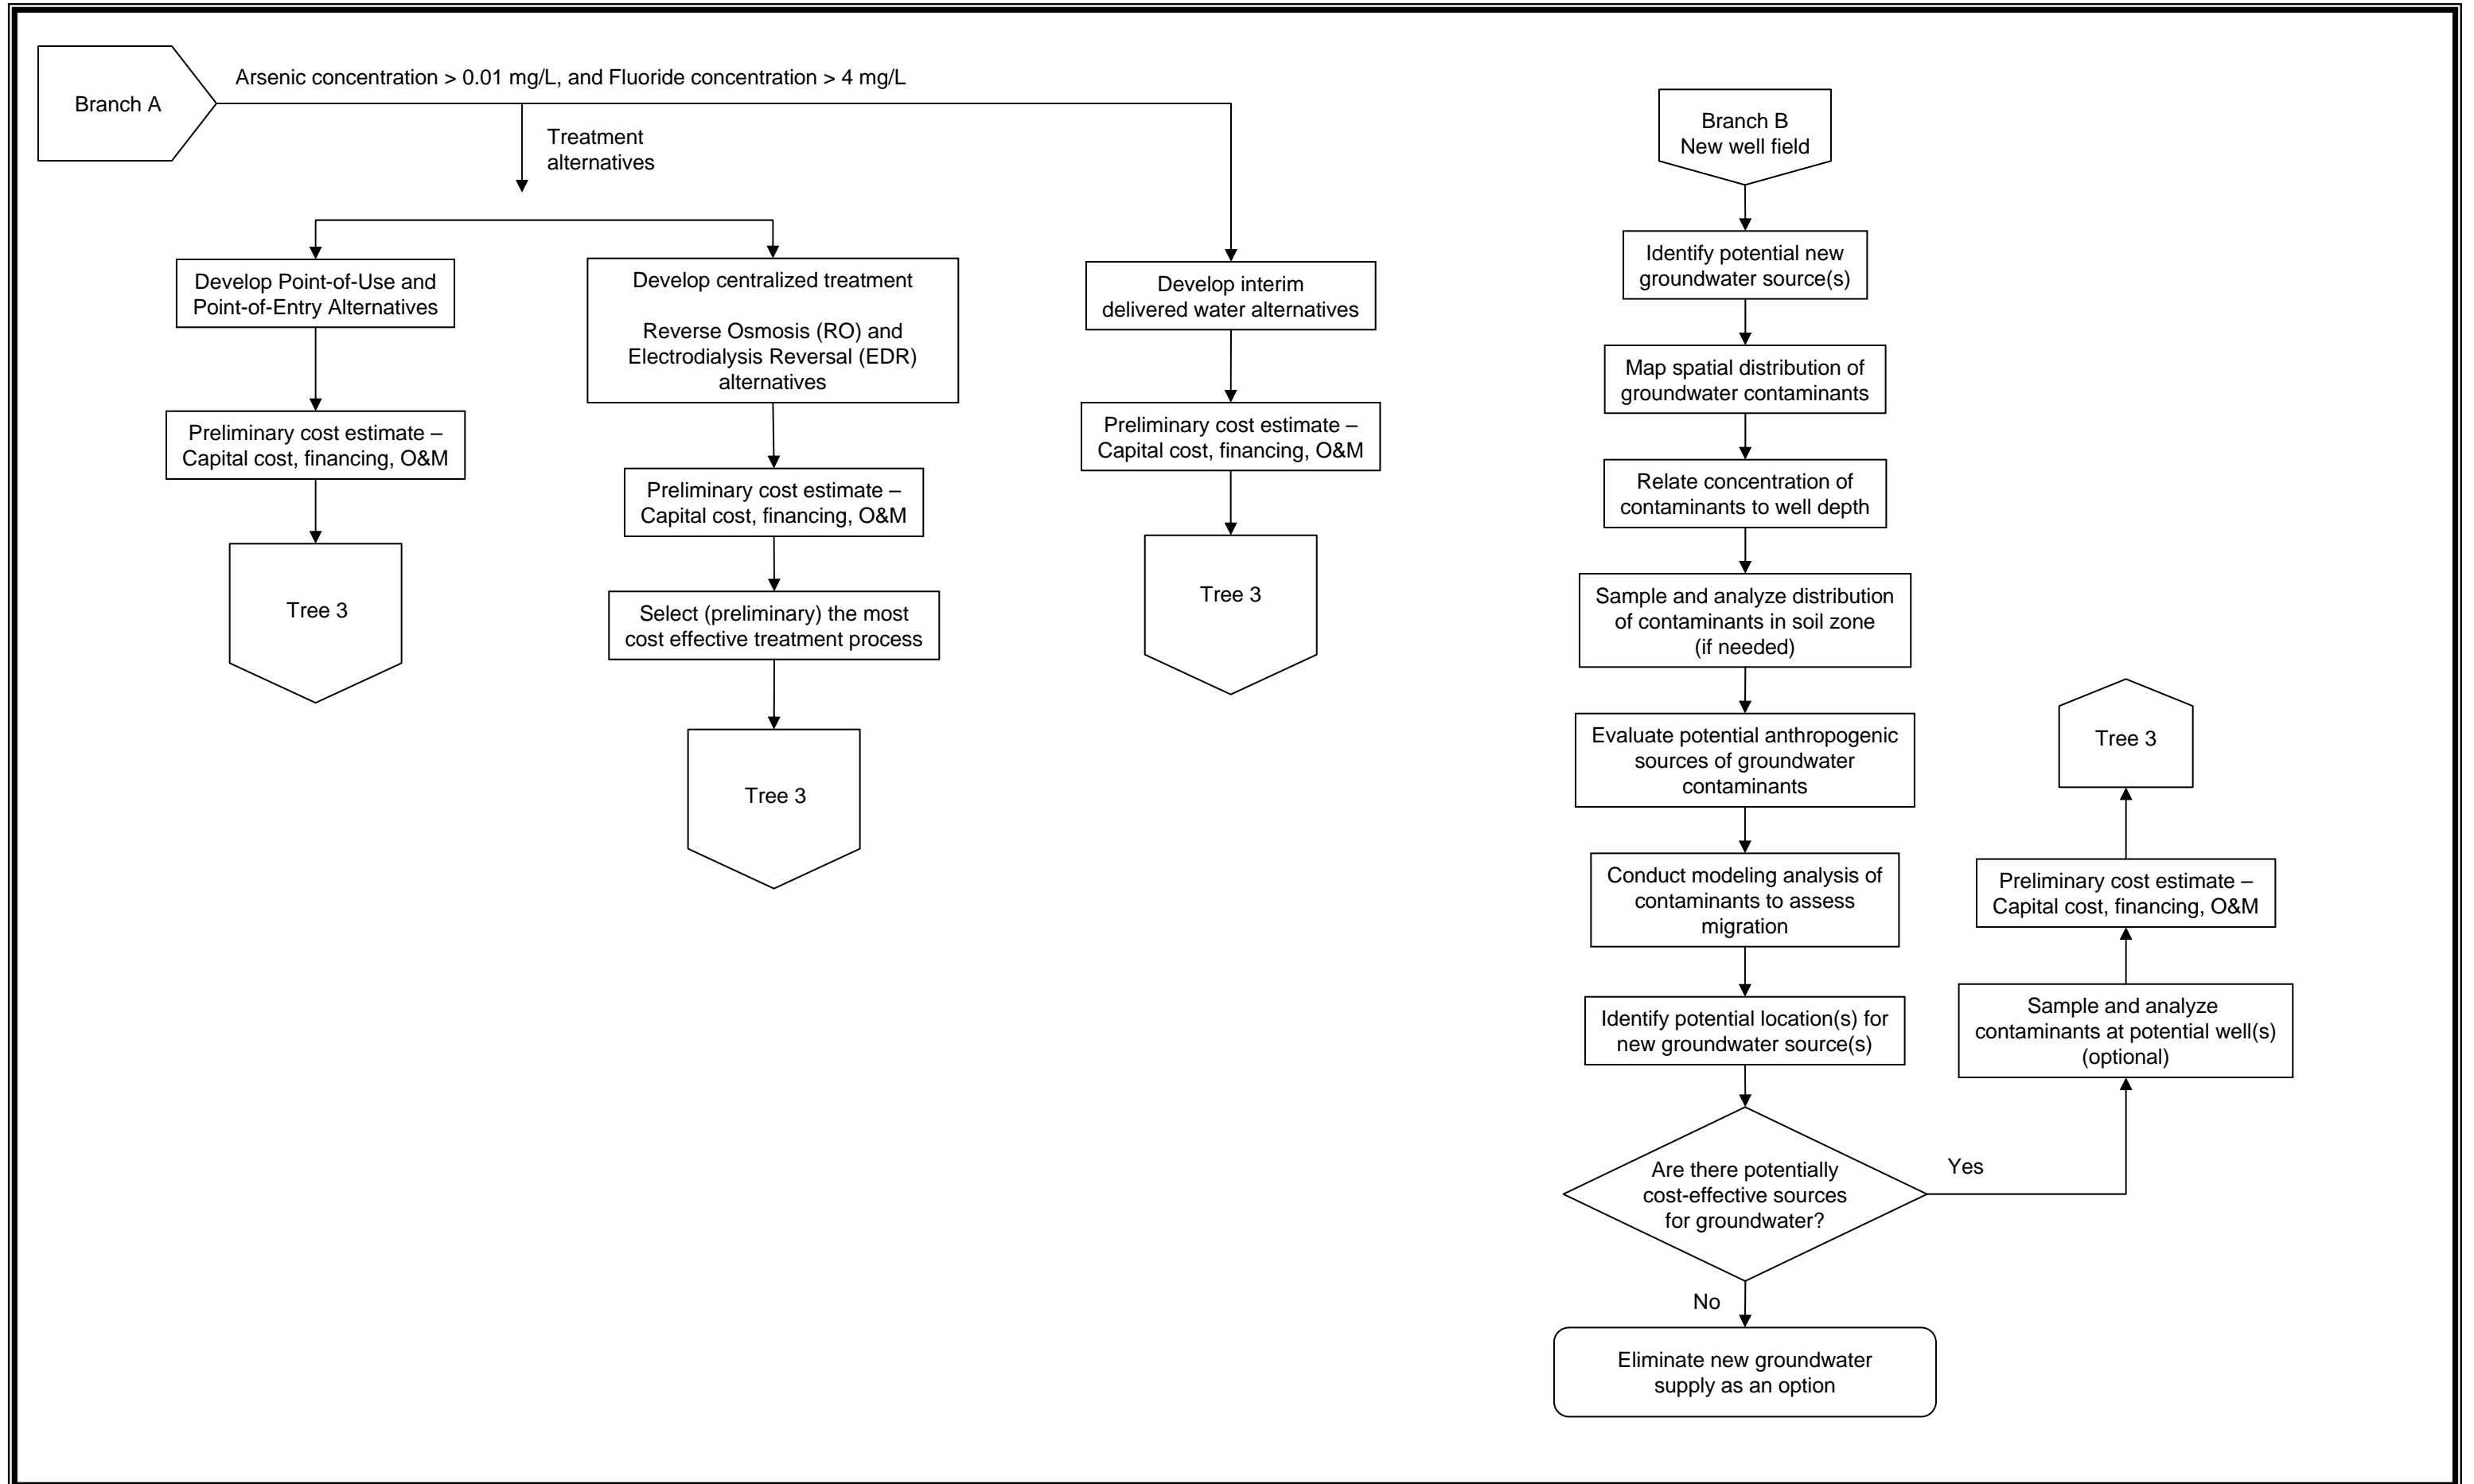 Branch A
Arsenic concentration > 0.01 mg/L, and Fluoride concentration > 4 mg/L
Treatment
alternatives
Develop Point-of-Use and
Point-of-Entry Alternatives
Preliminary cost estimate –
Capital cost, financing, O&M
Tree 3
Develop centralized treatment
Reverse Osmosis (RO) and
Electrodialysis Reversal (EDR)
alternatives
Preliminary cost estimate –
Capital cost, financing, O&M
Select (preliminary) the most
cost effective treatment process
Tree 3
Develop interim
delivered water alternatives
Preliminary cost estimate –
Capital cost, financing, O&M
Tree 3
Branch B
New well field
Identify potential new
groundwater source(s)
Map spatial distribution of
groundwater contaminants
Relate concentration of
contaminants to well depth
Sample and analyze distribution
of contaminants in soil zone
(if needed)
Evaluate potential anthropogenic
sources of groundwater
contaminants
Conduct modeling analysis of
contaminants to assess
migration
Identify potential location(s) for
new groundwater source(s)
Are there potentially
cost-effective sources
for groundwater?
Yes
No
Eliminate new groundwater
supply as an option
Sample and analyze
contaminants at potential well(s)
(optional)
Preliminary cost estimate –
Capital cost, financing, O&M
Tree 3